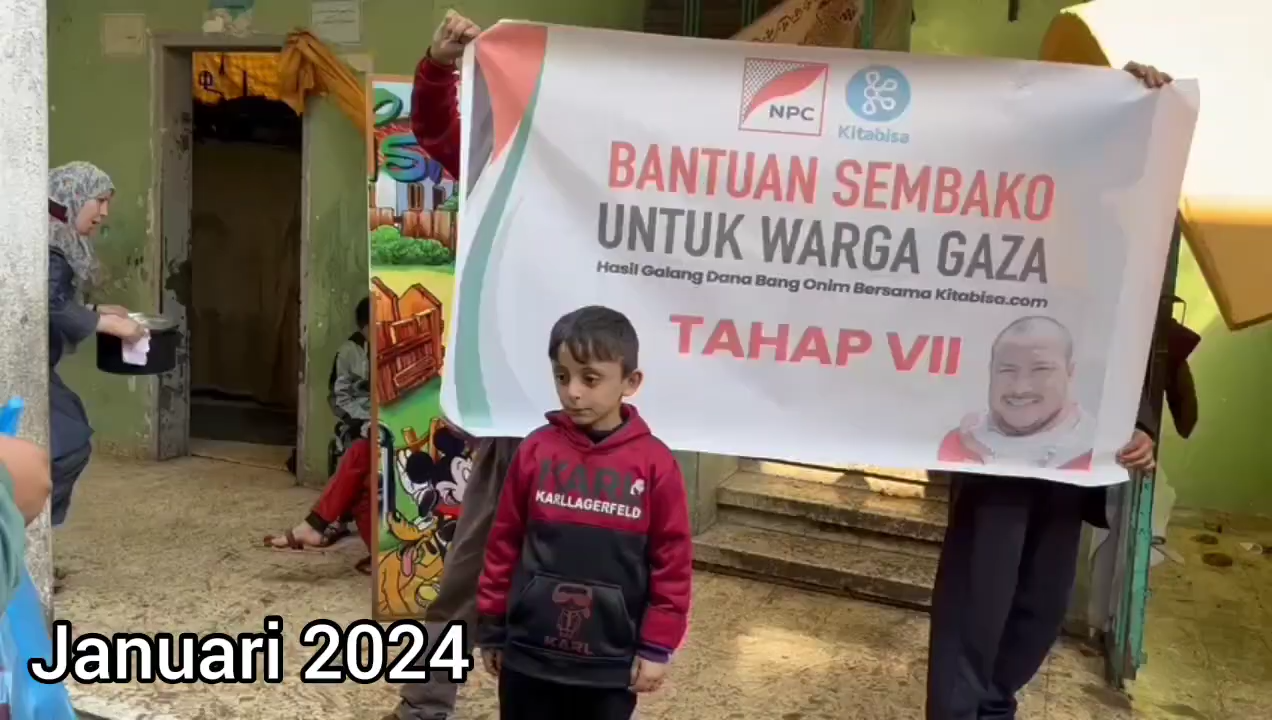 NPC
Kitabisa
BANTUAN SEMBAKO
UNTUK WARGA GAZA
Hasil Galang Dana Bang Onim Bersama Kitabisa.com
TAHAP VII
KARL
KARLLAGERFELD
KARL
Januari 2024